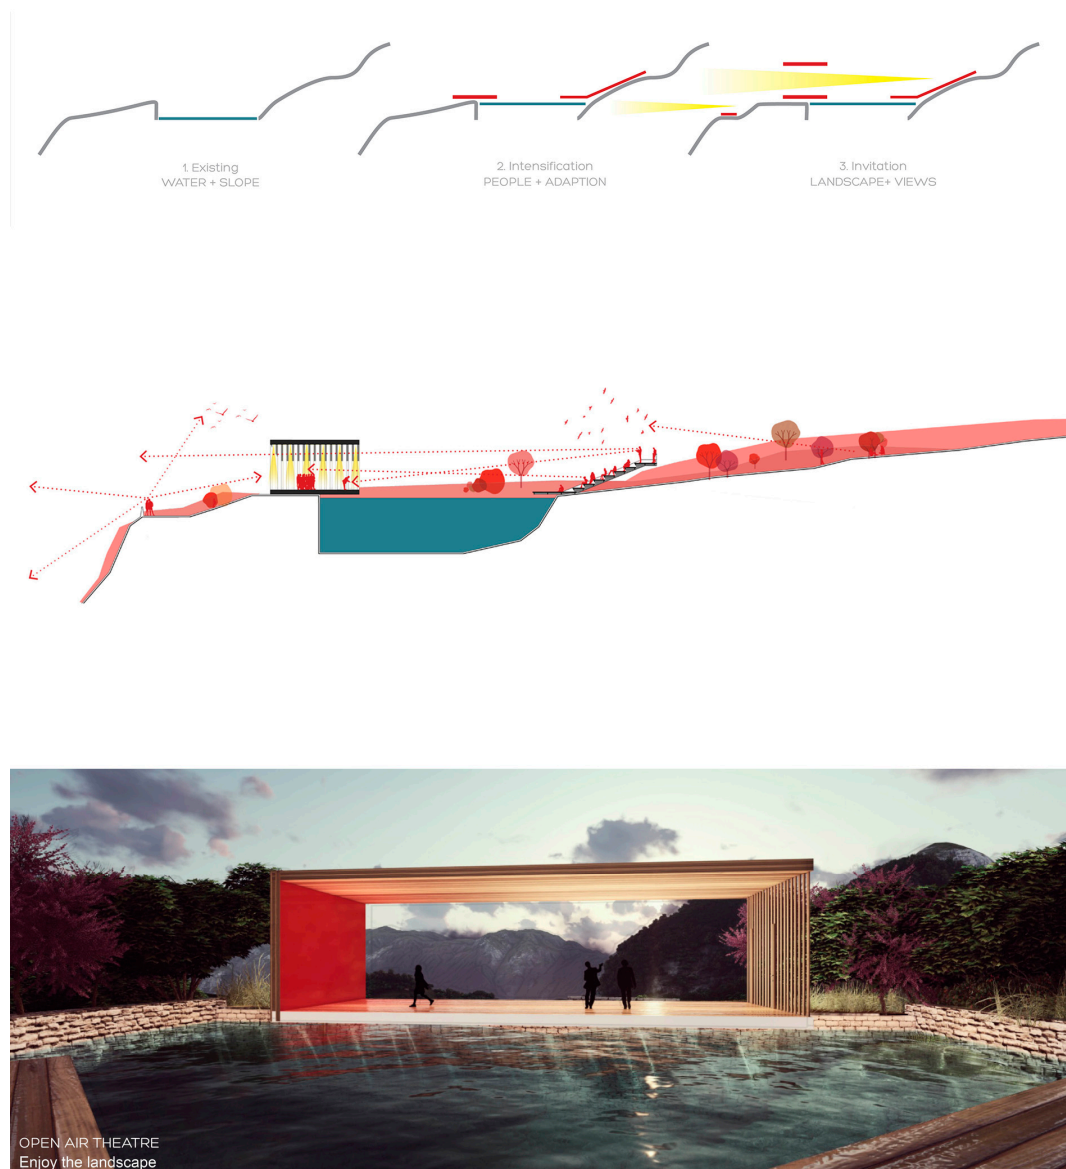 1. Existing
WATER + SLOPE
2. Intensification
PEOPLE + ADAPTION
3. Invitation
LANDSCAPE+ VIEWS
OPEN AIR THEATRE
Enjoy the landscape